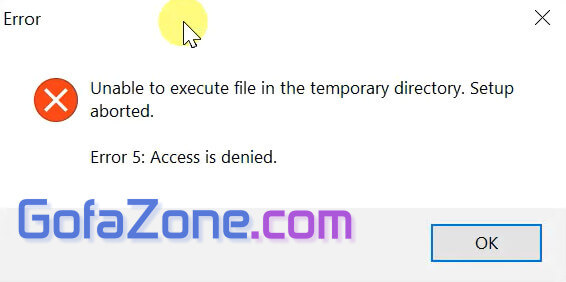 Error
Unable to execute file in the temporary directory. Setup
aborted.
Error 5: Access is denied.
GofaZone.com
OK